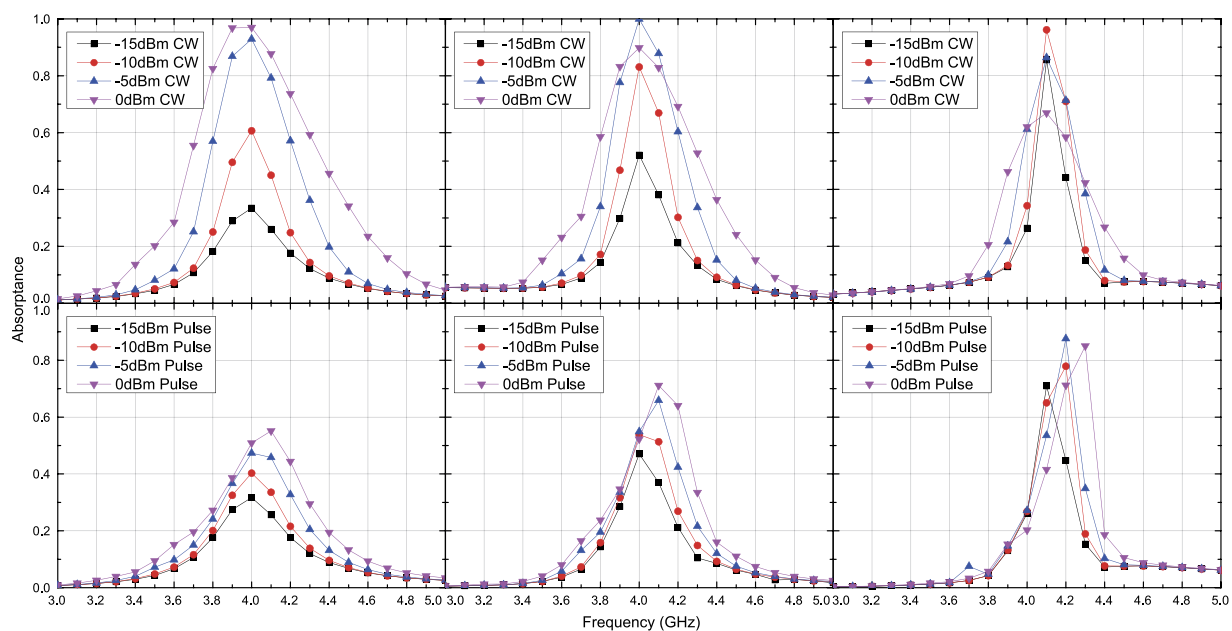 1.0
0.8
0.6
0.4
0.2
0.0
-15dBm CW
-10dBm CW
-5dBm CW
0dBm CW
-15dBm CW
-10dBm CW
-5dBm CW
0dBm CW
-15dBm CW
-10dBm CW
-5dBm CW
0dBm CW
Absorptance
1.0
0.8
0.6
0.4
0.2
0.0
-15dBm Pulse
-10dBm Pulse
-5dBm Pulse
0dBm Pulse
-15dBm Pulse
-10dBm Pulse
-5dBm Pulse
0dBm Pulse
-15dBm Pulse
-10dBm Pulse
-5dBm Pulse
0dBm Pulse
3.0 3.2 3.4 3.6 3.8 4.0 4.2 4.4 4.6 4.8 3.0 3.2 3.4 3.6 3.8 4.0 4.2 4.4 4.6 4.8 3.0 3.2 3.4 3.6 3.8 4.0 4.2 4.4 4.6 4.8 5.0
Frequency (GHz)